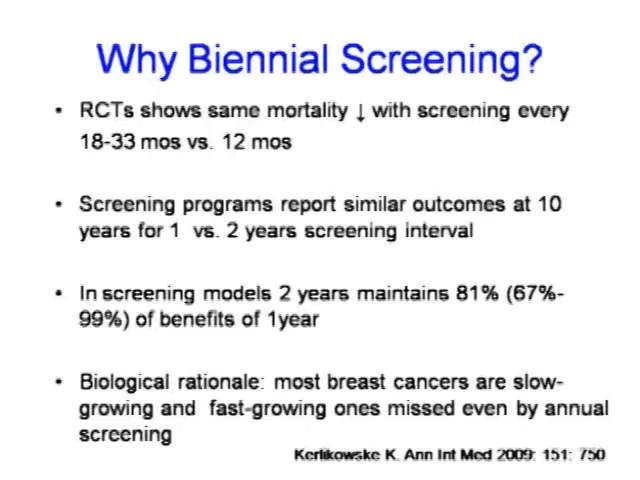 Why Biennial Screening?
• RCTs shows same mortality ↓ with screening every
18-33 mos vs. 12 mos
• Screening programs report similar outcomes at 10
years for 1 vs. 2 years screening interval
• In screening models 2 years maintains 81% (67%-
99%) of benefits of 1year
• Biological rationale: most breast cancers are slow-
growing and fast-growing ones missed even by annual
screening
Kerlikowske K. Ann Int Med 2009: 151: 750